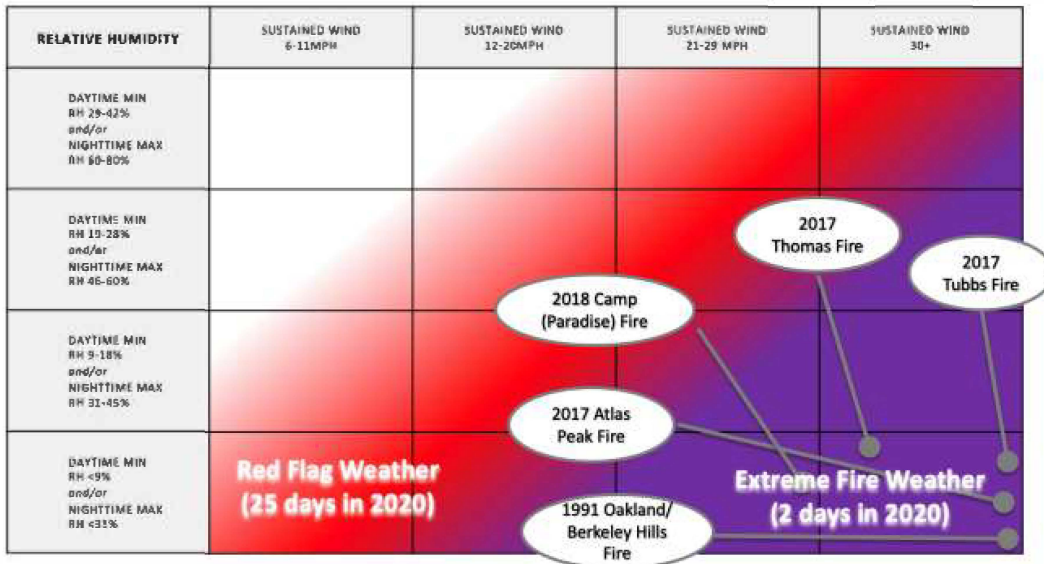 RELATIVE HUMIDITY
SUSTAINED WIND
6-11MPH
SUSTAINED WIND
12-20MPH
SUSTAINED WIND
21-29 MPH
SUSTAINED WIND
30+
DAYTIME MIN
RH 29-42%
and/or
NIGHTTIME MAX
RH 60-80%
DAYTIME MIN
RH 19-28%
and/or
NIGHTTIME MAX
RH 46-60%
2017
Thomas Fire
2017
Tubbs Fire
2018 Camp
(Paradise) Fire
DAYTIME MIN
RH 9-18%
and/or
NIGHTTIME MAX
RH 31-45%
2017 Atlas
Peak Fire
DAYTIME MIN
RH <9%
and/or
NIGHTTIME MAX
RH <31%
Red Flag Weather
(25 days in 2020)
Extreme Fire Weather
(2 days in 2020)
1991 Oakland/
Berkeley Hills
Fire